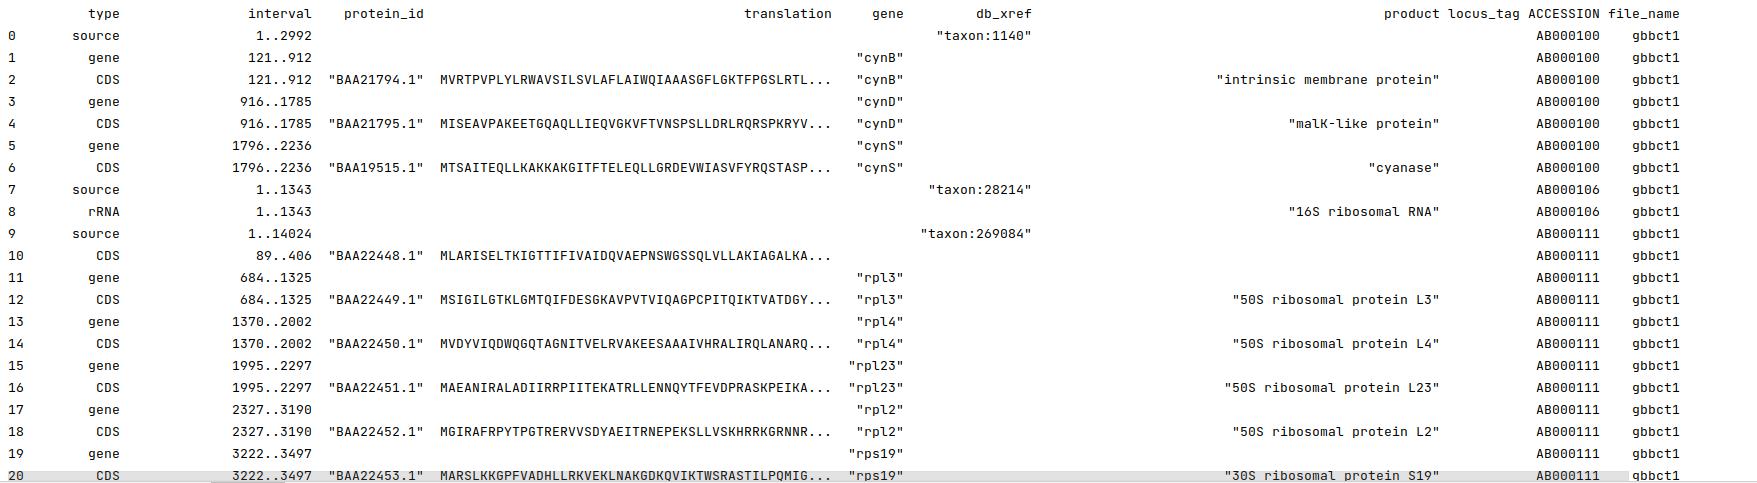 type interval protein_id translation gene db_xref product locus_tag ACCESSION file_name
0 source 1..2992 "taxon:1140" AB000100 gbbct1
1 gene 121..912 "cynB" AB000100 gbbct1
2 CDS 121..912 "BAA21794.1" MVRTPVPLYLRWAVSILSVLAFLAIWQIAAASGFLGKTFPGSLRTL... "cynB" "intrinsic membrane protein" AB000100 gbbct1
3 gene 916..1785 "cynD" AB000100 gbbct1
4 CDS 916..1785 "BAA21795.1" MISEAVPAKEETGQAQLLIEQVGKVFTVNSPSLLDRLRQRSPKRYV... "cynD" "malK-like protein" AB000100 gbbct1
5 gene 1796..2236 "cynS" AB000100 gbbct1
6 CDS 1796..2236 "BAA19515.1" MTSAITEQLLKAKKAKGITFTELEQLLGRDEVWIASVFYRQSTASP... "cynS" "cyanase" AB000100 gbbct1
7 source 1..1343 "taxon:28214" AB000106 gbbct1
8 rRNA 1..1343 "16S ribosomal RNA" AB000106 gbbct1
9 source 1..14024 "taxon:269084" AB000111 gbbct1
10 CDS 89..406 "BAA22448.1" MLARISELTKIGTTIFIVAIDQVAEPNSWGSSQLVLLAKIAGALKA... AB000111 gbbct1
11 gene 684..1325 "rpl3" AB000111 gbbct1
12 CDS 684..1325 "BAA22449.1" MSIGILGTKLGMTQIFDESGKAVPVTVIQAGPCPITQIKTVATDGY... "rpl3" "50S ribosomal protein L3" AB000111 gbbct1
13 gene 1370..2002 "rpl4" AB000111 gbbct1
14 CDS 1370..2002 "BAA22450.1" MVDYVIQDWQGQTAGNITVELRVAKEESAAAIVHRALIRQLANARQ... "rpl4" "50S ribosomal protein L4" AB000111 gbbct1
15 gene 1995..2297 "rpl23" AB000111 gbbct1
16 CDS 1995..2297 "BAA22451.1" MAEANIRALADIIRRPIITEKATRLLENNQYTFEVDPRASKPEIKA... "rpl23" "50S ribosomal protein L23" AB000111 gbbct1
17 gene 2327..3190 "rpl2" AB000111 gbbct1
18 CDS 2327..3190 "BAA22452.1" MGIRAFRPYTPGTRERVVSDYAEITRNEPEKSLLVSKHRRKGRNNR... "rpl2" "50S ribosomal protein L2" AB000111 gbbct1
19 gene 3222..3497 "rps19" AB000111 gbbct1
20 CDS 3222..3497 "BAA22453.1" MARSLKKGPFVADHLLRKVEKLNAKGDKQVIKTWSRASTILPQMIG... "rps19" "30S ribosomal protein S19" AB000111 gbbct1